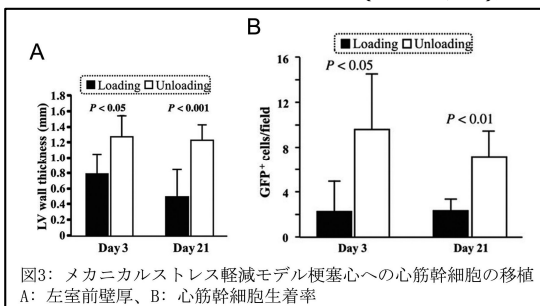 A
Loading Unloading
P < 0.05
P < 0.001
LV wall thickness (mm)
1.8
1.6
1.4
1.2
1.0
0.8
0.6
0.4
0.2
0
Day 3
Day 21
B
Loading Unloading
P < 0.05
P < 0.01
GFP+ cells/field
16
12
8
4
0
Day 3
Day 21
図3: メカニカルストレス軽減モデル梗塞心への心筋幹細胞の移植
A: 左室前壁厚、B: 心筋幹細胞生着率